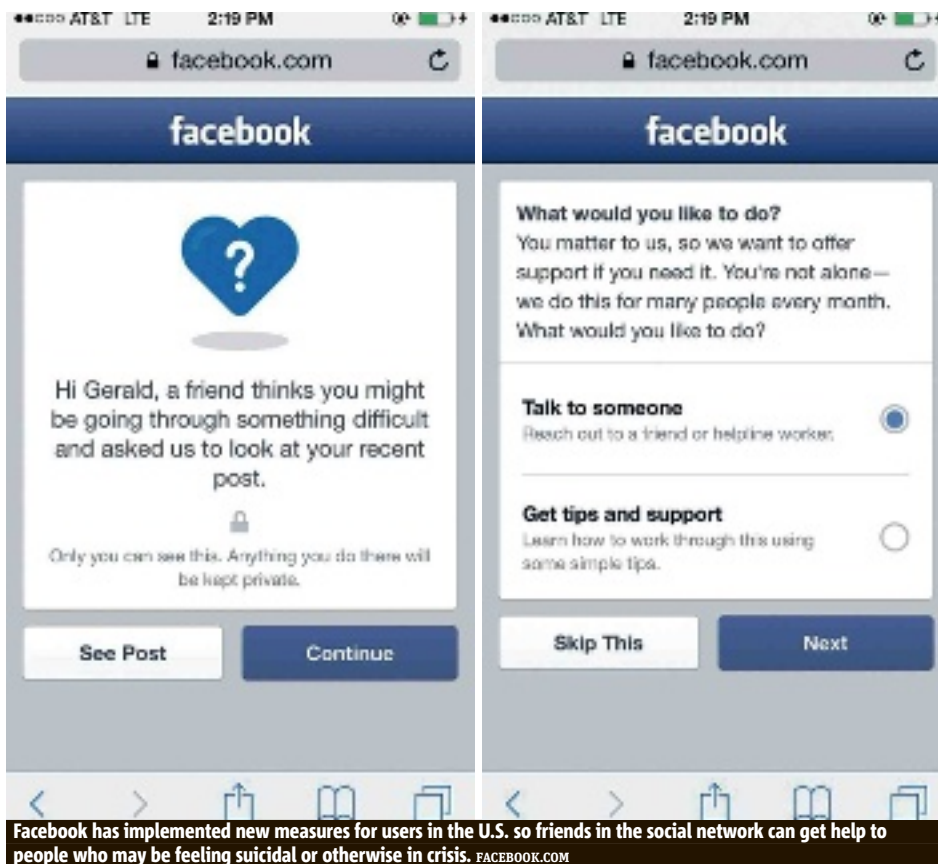 AT&T LTE 2:19 PM
facebook.com
facebook
?
Hi Gerald, a friend thinks you might
be going through something difficult
and asked us to look at your recent
post.
Only you can see this. Anything you do there will
be kept private.
See Post
Continue
AT&T LTE 2:19 PM
facebook.com
facebook
What would you like to do?
You matter to us, so we want to offer
support if you need it. You're not alone—
we do this for many people every month.
What would you like to do?
Talk to someone
Reach out to a friend or helpline worker.
Get tips and support
Learn how to work through this using
some simple tips.
Skip This
Next
Facebook has implemented new measures for users in the U.S. so friends in the social network can get help to
people who may be feeling suicidal or otherwise in crisis. FACEBOOK.COM